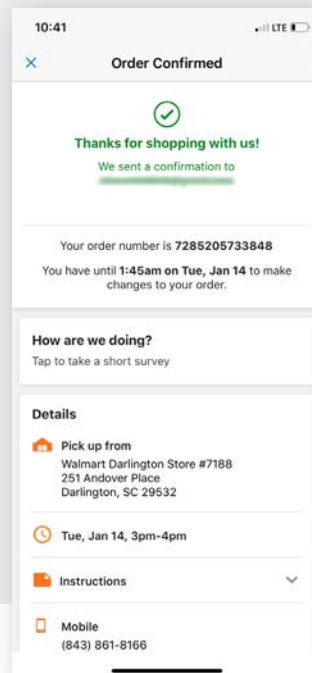 10:41
LTE
Order Confirmed
Thanks for shopping with us!
We sent a confirmation to
Your order number is 7285205733848
You have until 1:45am on Tue, Jan 14 to make
changes to your order.
How are we doing?
Tap to take a short survey
Details
Pick up from
Walmart Darlington Store #7188
251 Andover Place
Darlington, SC 29532
Tue, Jan 14, 3pm-4pm
Instructions
Mobile
(843) 861-8166